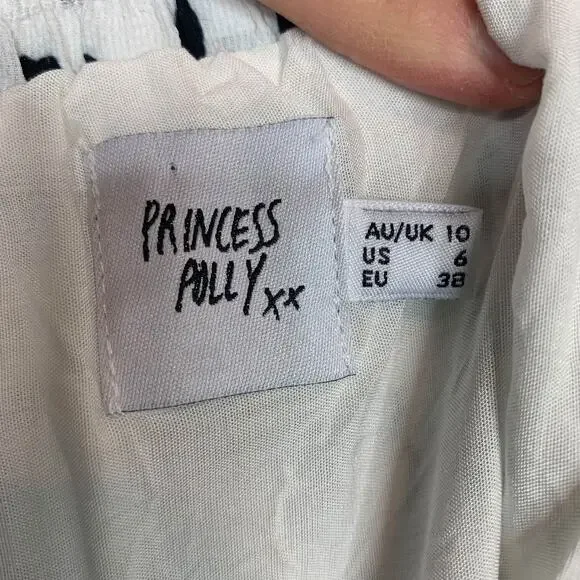 PRINCESS
POLLY xx
AU/UK 10
US 6
EU 38